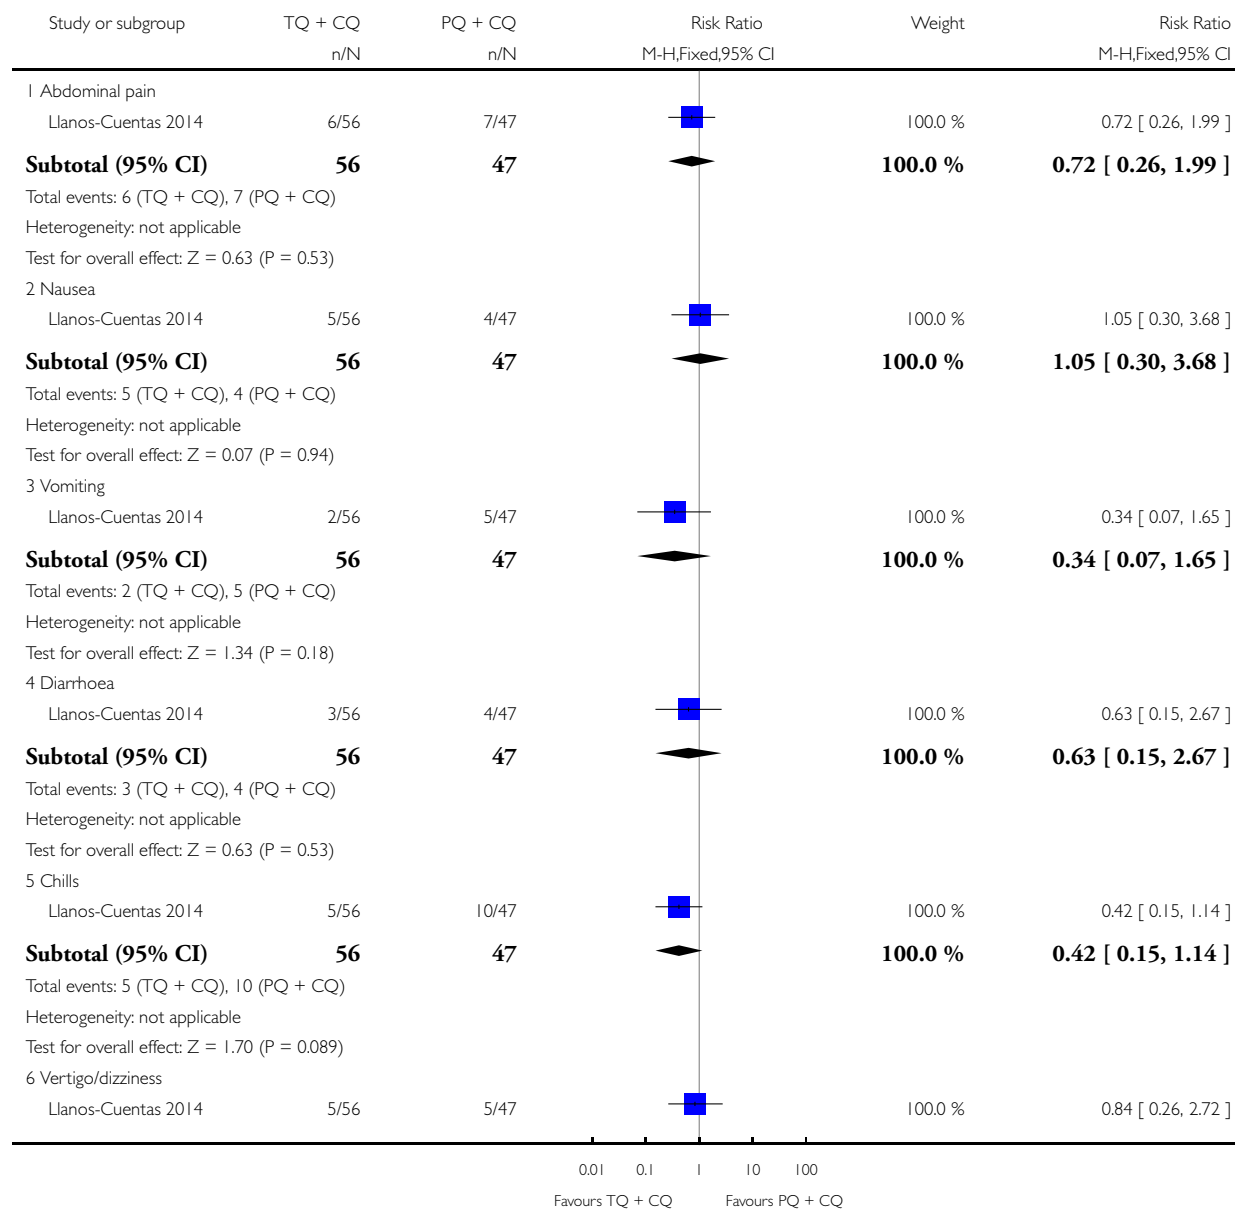 Study or subgroup TQ + CQ PQ + CQ Risk Ratio Weight Risk Ratio
n/N n/N M-H,Fixed,95% CI M-H,Fixed,95% CI
1 Abdominal pain
Llanos-Cuentas 2014 6/56 7/47 100.0 % 0.72 [ 0.26, 1.99 ]
Subtotal (95% CI) 56 47 100.0 % 0.72 [ 0.26, 1.99 ]
Total events: 6 (TQ + CQ), 7 (PQ + CQ)
Heterogeneity: not applicable
Test for overall effect: Z = 0.63 (P = 0.53)
2 Nausea
Llanos-Cuentas 2014 5/56 4/47 100.0 % 1.05 [ 0.30, 3.68 ]
Subtotal (95% CI) 56 47 100.0 % 1.05 [ 0.30, 3.68 ]
Total events: 5 (TQ + CQ), 4 (PQ + CQ)
Heterogeneity: not applicable
Test for overall effect: Z = 0.07 (P = 0.94)
3 Vomiting
Llanos-Cuentas 2014 2/56 5/47 100.0 % 0.34 [ 0.07, 1.65 ]
Subtotal (95% CI) 56 47 100.0 % 0.34 [ 0.07, 1.65 ]
Total events: 2 (TQ + CQ), 5 (PQ + CQ)
Heterogeneity: not applicable
Test for overall effect: Z = 1.34 (P = 0.18)
4 Diarrhoea
Llanos-Cuentas 2014 3/56 4/47 100.0 % 0.63 [ 0.15, 2.67 ]
Subtotal (95% CI) 56 47 100.0 % 0.63 [ 0.15, 2.67 ]
Total events: 3 (TQ + CQ), 4 (PQ + CQ)
Heterogeneity: not applicable
Test for overall effect: Z = 0.63 (P = 0.53)
5 Chills
Llanos-Cuentas 2014 5/56 10/47 100.0 % 0.42 [ 0.15, 1.14 ]
Subtotal (95% CI) 56 47 100.0 % 0.42 [ 0.15, 1.14 ]
Total events: 5 (TQ + CQ), 10 (PQ + CQ)
Heterogeneity: not applicable
Test for overall effect: Z = 1.70 (P = 0.089)
6 Vertigo/dizziness
Llanos-Cuentas 2014 5/56 5/47 100.0 % 0.84 [ 0.26, 2.72 ]
0.01 0.1 1 10 100
Favours TQ + CQ Favours PQ + CQ